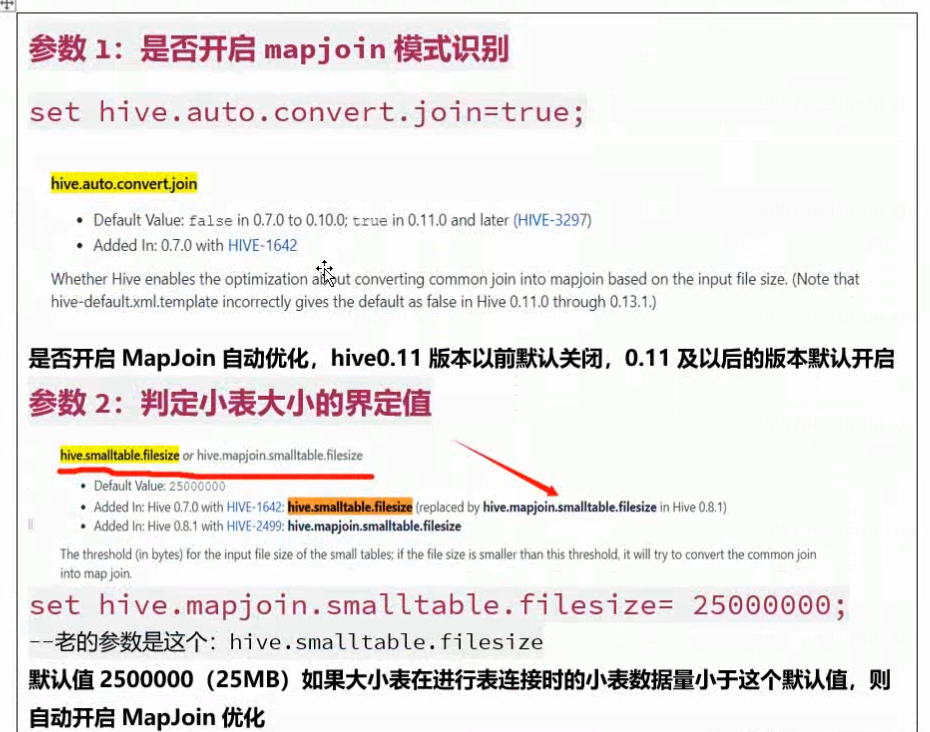 参数 1：是否开启 mapjoin 模式识别
set hive.auto.convert.join=true;
hive.auto.convert.join
• Default Value: false in 0.7.0 to 0.10.0; true in 0.11.0 and later (HIVE-3297)
• Added In: 0.7.0 with HIVE-1642
Whether Hive enables the optimization about converting common join into mapjoin based on the input file size. (Note that
hive-default.xml.template incorrectly gives the default as false in Hive 0.11.0 through 0.13.1.)
是否开启 MapJoin 自动优化，hive0.11 版本以前默认关闭，0.11 及以后的版本默认开启
参数 2：判定小表大小的界定值
hive.smalltable.filesize or hive.mapjoin.smalltable.filesize
• Default Value: 25000000
• Added In: Hive 0.7.0 with HIVE-1642: hive.smalltable.filesize (replaced by hive.mapjoin.smalltable.filesize in Hive 0.8.1)
• Added In: Hive 0.8.1 with HIVE-2499: hive.mapjoin.smalltable.filesize
The threshold (in bytes) for the input file size of the small tables; if the file size is smaller than this threshold, it will try to convert the common join
into map join.
set hive.mapjoin.smalltable.filesize= 25000000;
--老的参数是这个：hive.smalltable.filesize
默认值 2500000（25MB）如果大小表在进行表连接时的小表数据量小于这个默认值，则
自动开启 MapJoin 优化